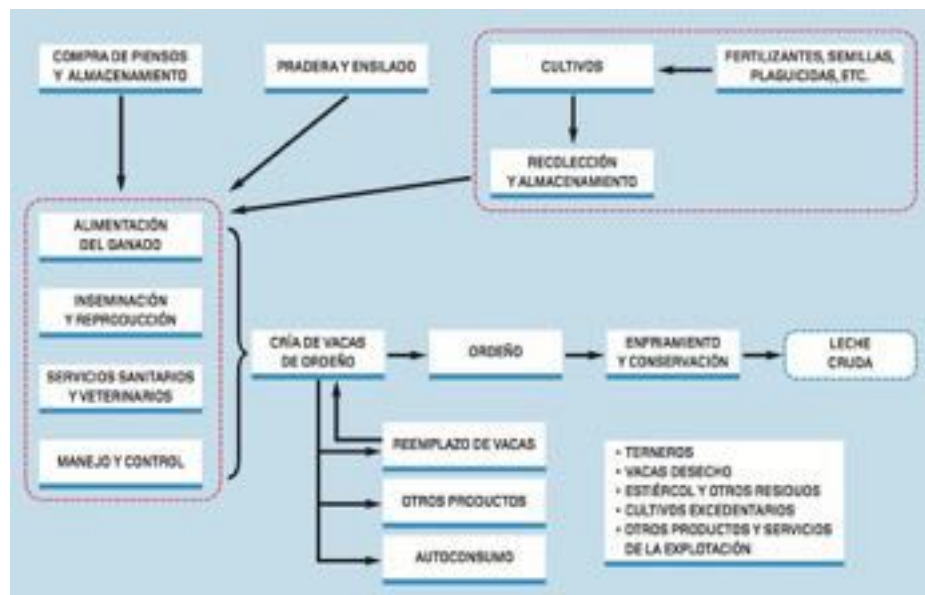 COMPRA DE PIENSOS
Y ALMACENAMIENTO
PRADERA Y ENSILADO
CULTIVOS
FERTILIZANTES, SEMILLAS,
PLAGUICIDAS, ETC.
RECOLECCIÓN
Y ALMACENAMIENTO
ALIMENTACIÓN
DEL GANADO
INSEMINACIÓN
Y REPRODUCCIÓN
SERVICIOS SANITARIOS
Y VETERINARIOS
MANEJO Y CONTROL
CRÍA DE VACAS
DE ORDEÑO
ORDEÑO
ENFRIAMIENTO
Y CONSERVACIÓN
LECHE
CRUDA
REEMPLAZO DE VACAS
OTROS PRODUCTOS
AUTOCONSUMO
• TERNEROS
• VACAS DESECHO
• ESTIÉRCOL Y OTROS RESIDUOS
• CULTIVOS EXCEDENTARIOS
• OTROS PRODUCTOS Y SERVICIOS
DE LA EXPLOTACIÓN